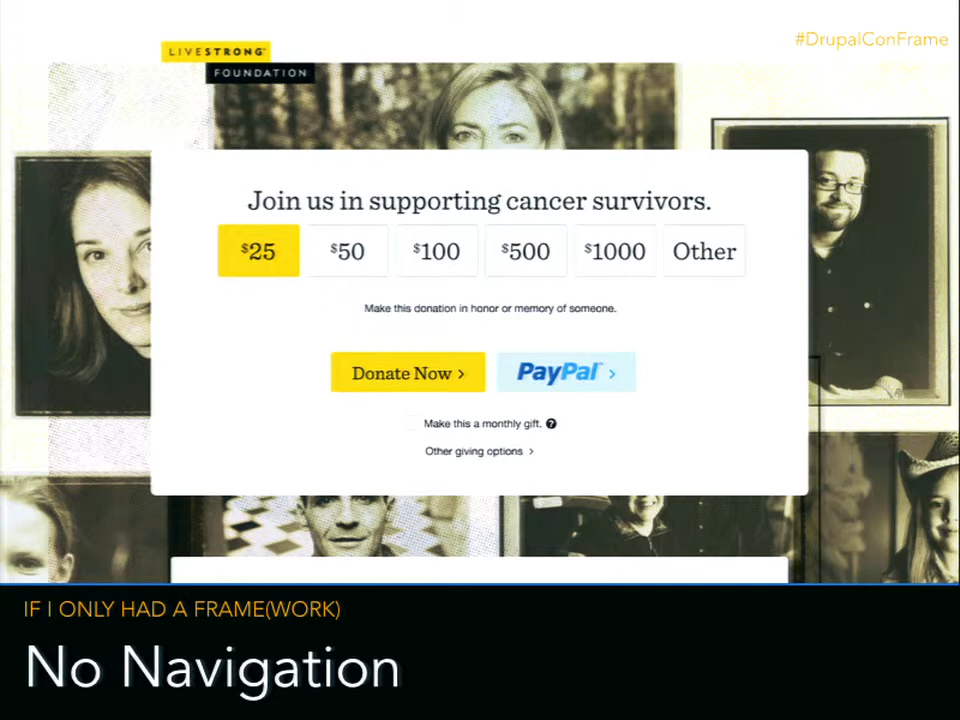 #DrupalConFrame
LIVESTRONG™
FOUNDATION
Join us in supporting cancer survivors.
$25 $50 $100 $500 $1000 Other
Make this donation in honor or memory of someone.
Donate Now › PayPal™ ›
Make this a monthly gift. ?
Other giving options ›
IF I ONLY HAD A FRAME(WORK)
No Navigation